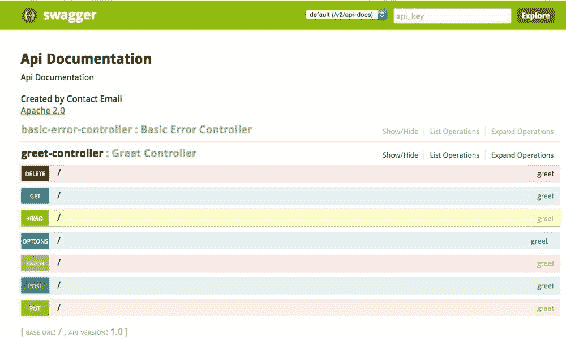 swagger default (/v2/api-docs) api_key Explore
Api Documentation
Api Documentation
Created by Contact Email
Apache 2.0
basic-error-controller : Basic Error Controller Show/Hide List Operations Expand Operations
greet-controller : Greet Controller Show/Hide List Operations Expand Operations
DELETE / greet
GET / greet
HEAD / greet
OPTIONS / greet
PATCH / greet
POST / greet
PUT / greet
[ BASE URL: / , API VERSION: 1.0 ]